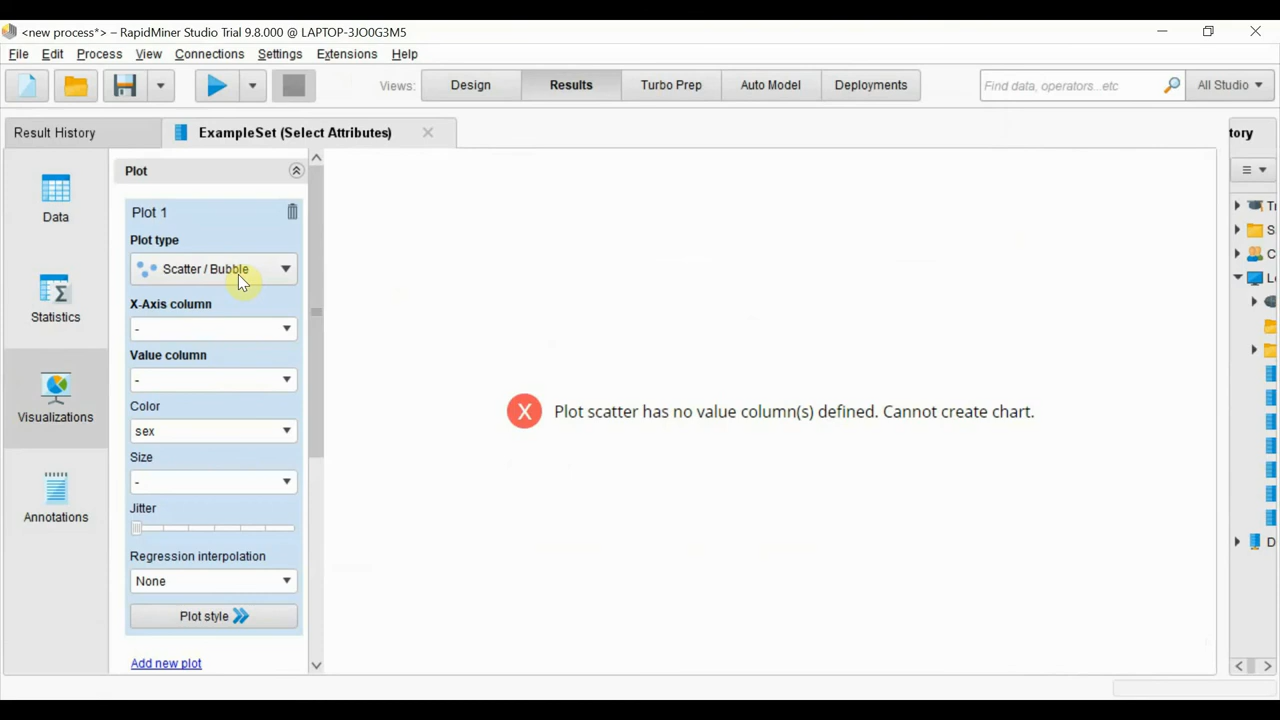 <new process*> – RapidMiner Studio Trial 9.8.000 @ LAPTOP-3JO0G3M5
File Edit Process View Connections Settings Extensions Help
Views: Design Results Turbo Prep Auto Model Deployments Find data, operators...etc All Studio
Result History ExampleSet (Select Attributes) tory
Data
Statistics
Visualizations
Annotations
Plot
Plot 1
Plot type
Scatter / Bubble
X-Axis column
-
Value column
-
Color
sex
Size
-
Jitter
Regression interpolation
None
Plot style
Add new plot
X Plot scatter has no value column(s) defined. Cannot create chart.
S
C
D